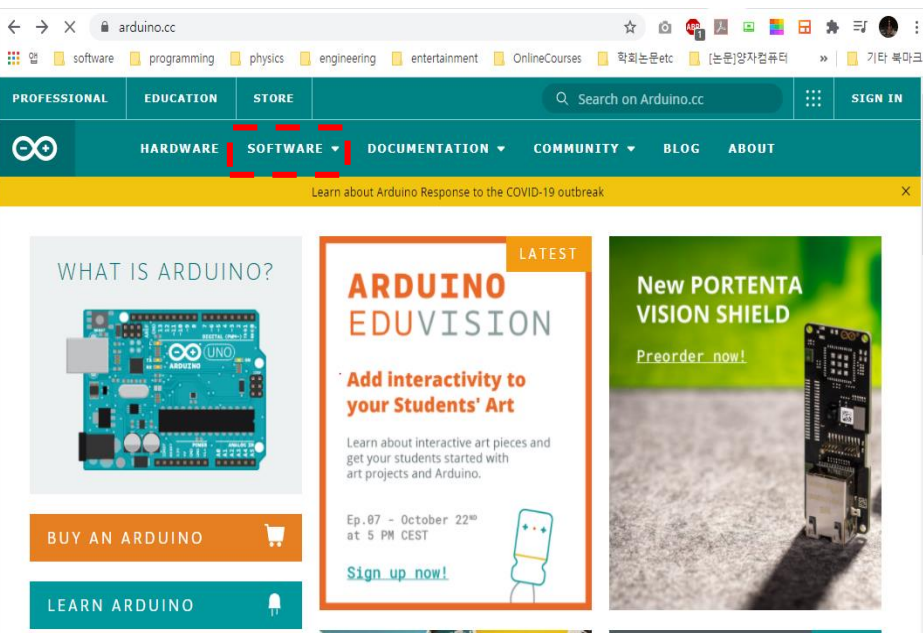 arduino.cc
앱 software programming physics engineering entertainment OnlineCourses 학회논문etc [논문]양자컴퓨터 » 기타 북마크
PROFESSIONAL EDUCATION STORE Search on Arduino.cc SIGN IN
HARDWARE SOFTWARE DOCUMENTATION COMMUNITY BLOG ABOUT
Learn about Arduino Response to the COVID-19 outbreak X
WHAT IS ARDUINO?
UNO
ARDUINO
BUY AN ARDUINO
LEARN ARDUINO
LATEST
ARDUINO
EDUVISION
Add interactivity to
your Students' Art
Learn about interactive art pieces and
get your students started with
art projects and Arduino.
Ep.07 - October 22ND
at 5 PM CEST
Sign up now!
New PORTENTA
VISION SHIELD
Preorder now!